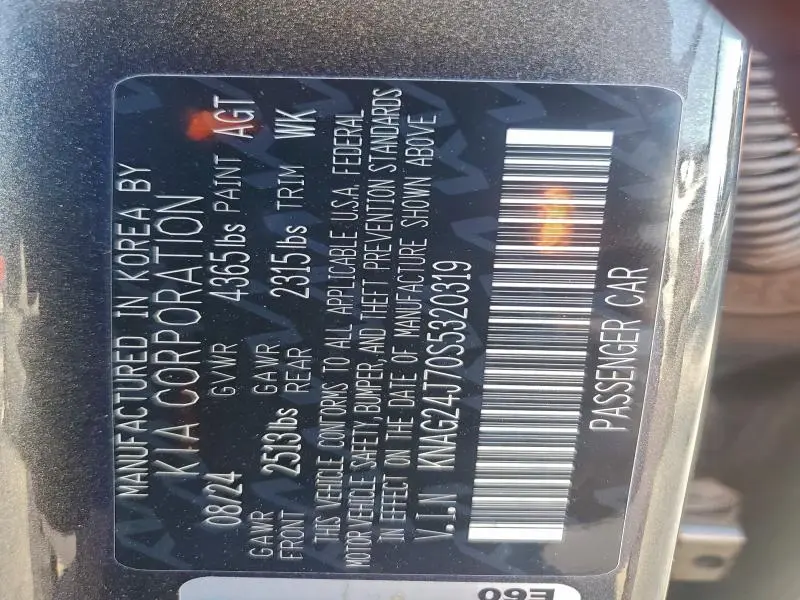 MANUFACTURED IN KOREA BY
KIA CORPORATION
08/24 GVWR 4365lbs PAINT AGT
GAWR FRONT 2513lbs GAWR REAR 2315lbs TRIM WK
THIS VEHICLE CONFORMS TO ALL APPLICABLE U.S.A. FEDERAL
MOTOR VEHICLE SAFETY, BUMPER, AND THEFT PREVENTION STANDARDS
IN EFFECT ON THE DATE OF MANUFACTURE SHOWN ABOVE
V.I.N KNAG24J70S5320319
PASSENGER CAR
E60